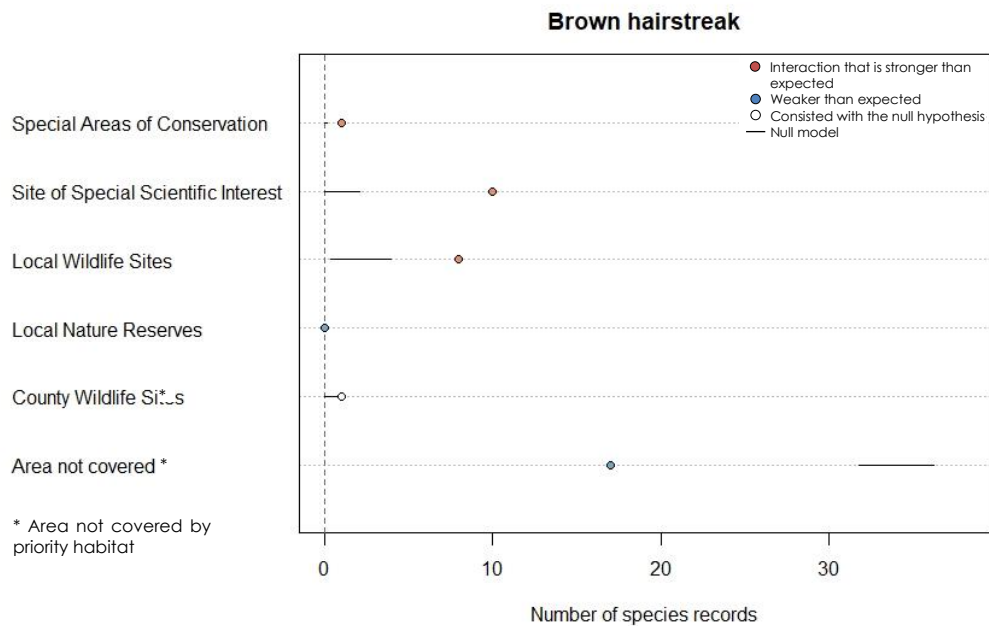 Brown hairstreak
Interaction that is stronger than
expected
Weaker than expected
Consisted with the null hypothesis
Null model
Special Areas of Conservation
Site of Special Scientific Interest
Local Wildlife Sites
Local Nature Reserves
County Wildlife
Area not covered *
* Area not covered by
priority habitat
0 10 20 30
Number of species records